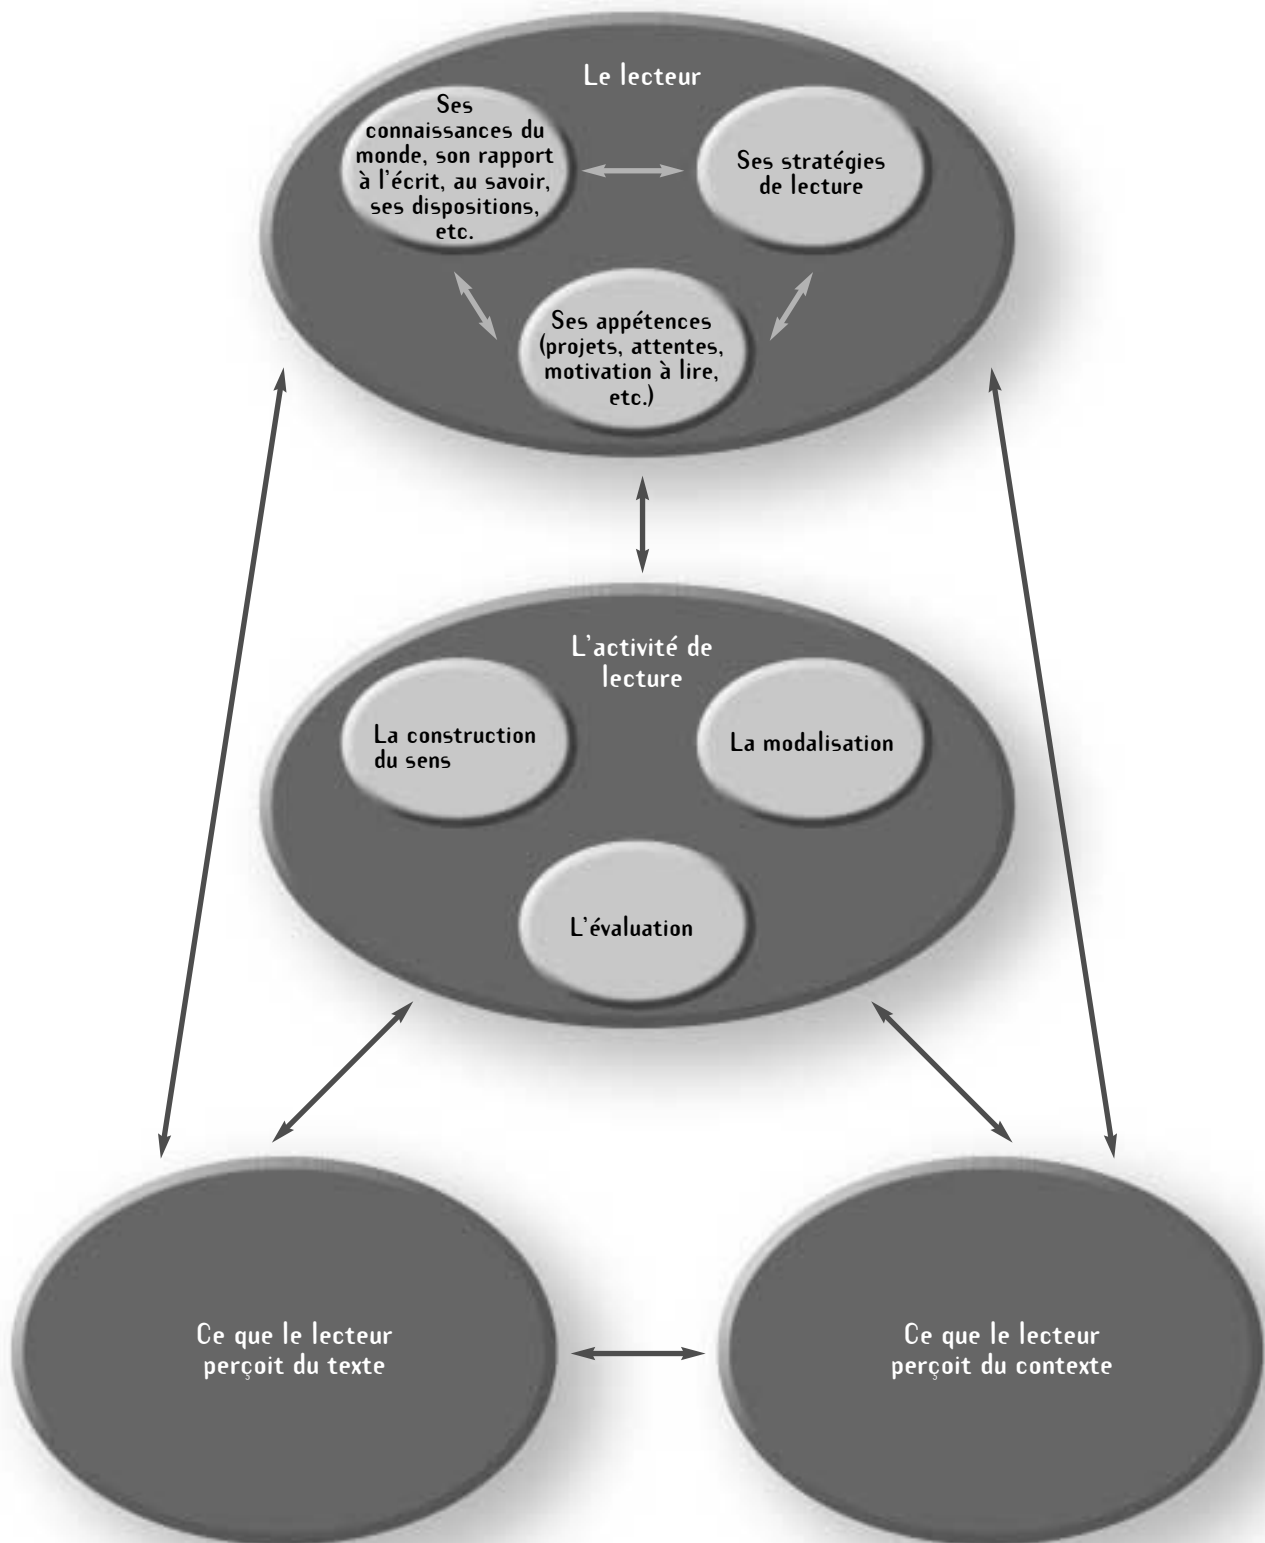 Le lecteur
Ses
connaissances du
monde, son rapport
à l'écrit, au savoir,
ses dispositions,
etc.
Ses stratégies
de lecture
Ses appétences
(projets, attentes,
motivation à lire,
etc.)
L'activité de
lecture
La construction
du sens
La modalisation
L'évaluation
Ce que le lecteur
perçoit du texte
Ce que le lecteur
perçoit du contexte